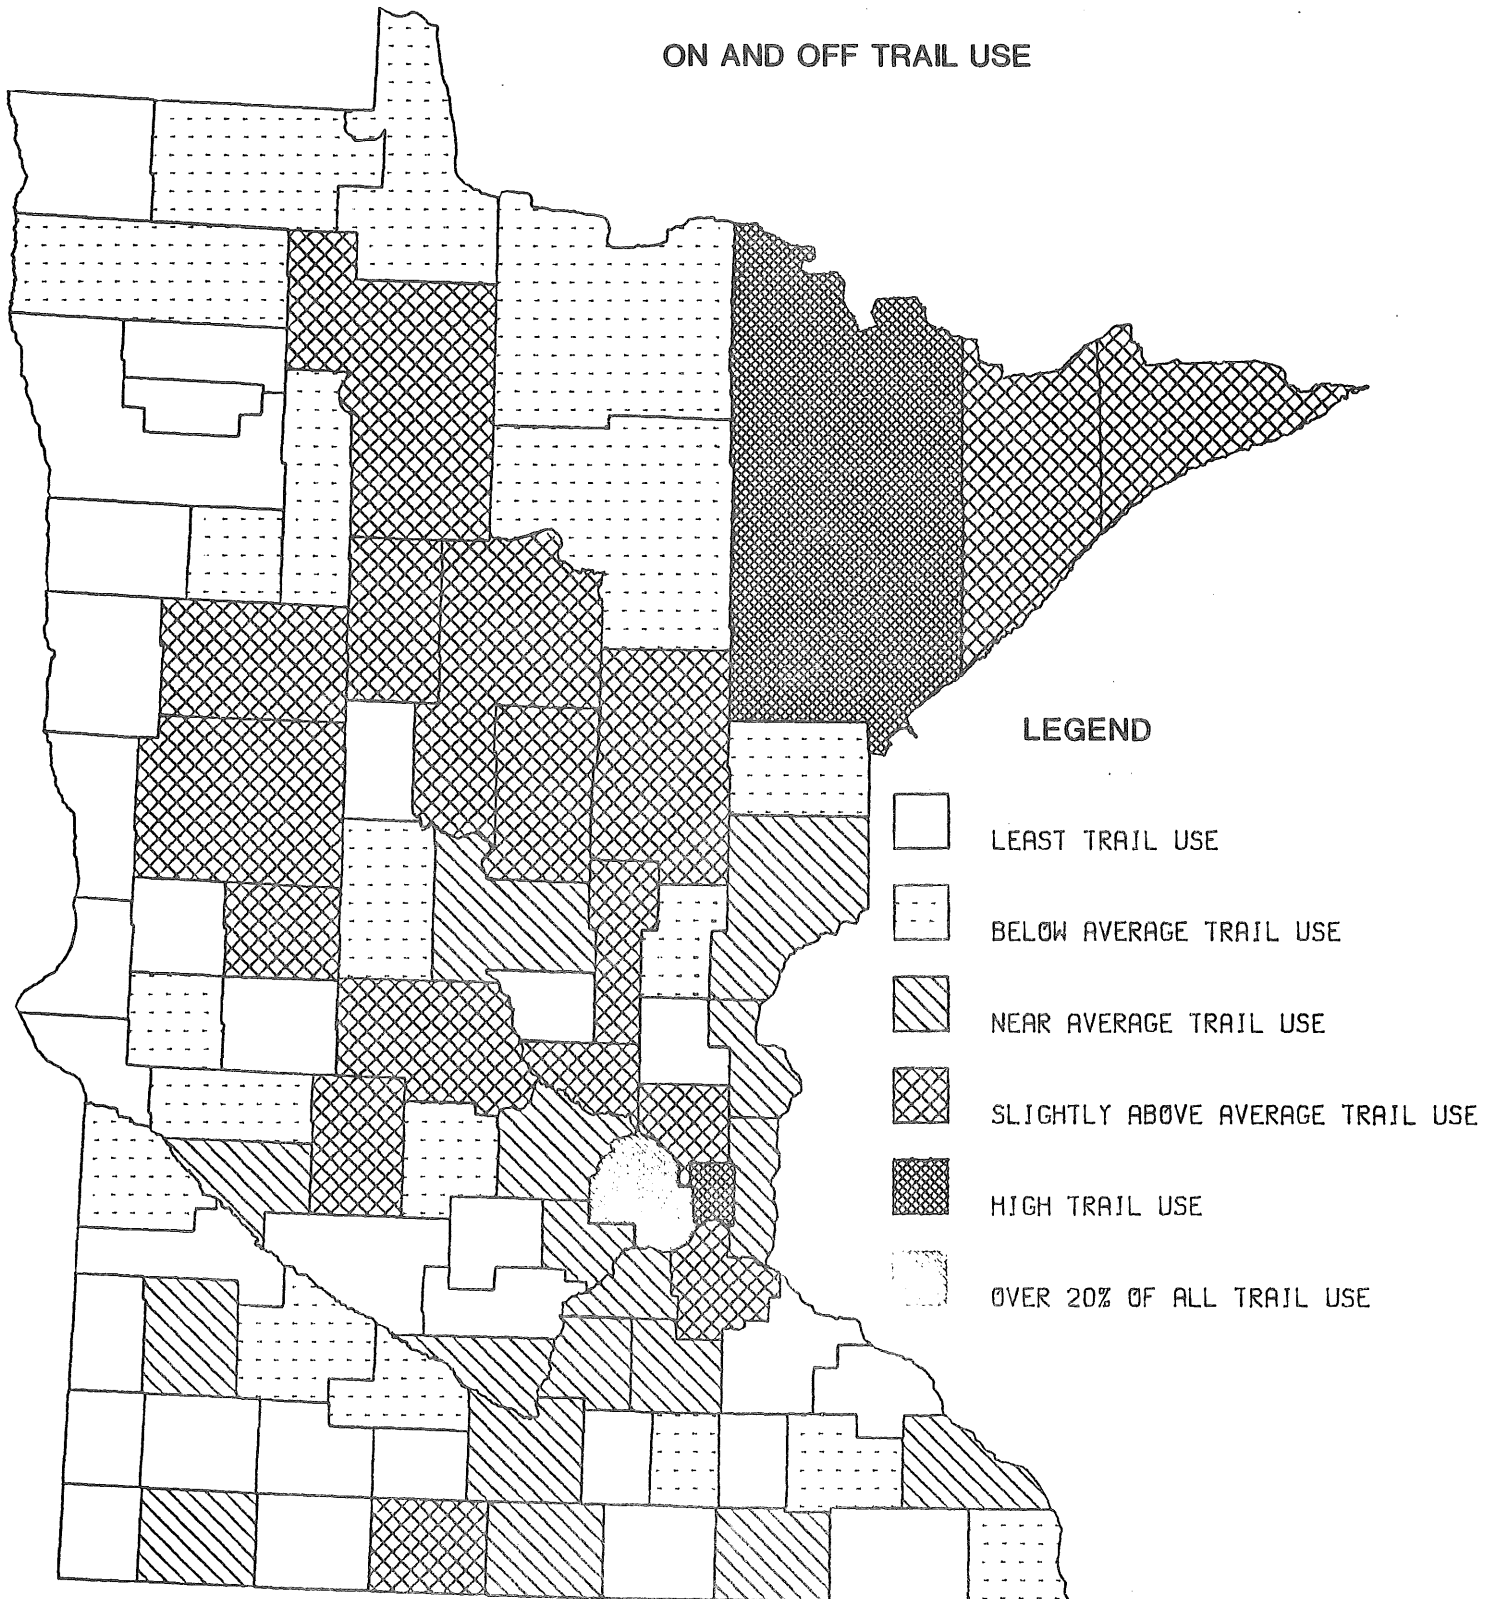 ON AND OFF TRAIL USE
LEGEND
LEAST TRAIL USE
BELOW AVERAGE TRAIL USE
NEAR AVERAGE TRAIL USE
SLIGHTLY ABOVE AVERAGE TRAIL USE
HIGH TRAIL USE
OVER 20% OF ALL TRAIL USE